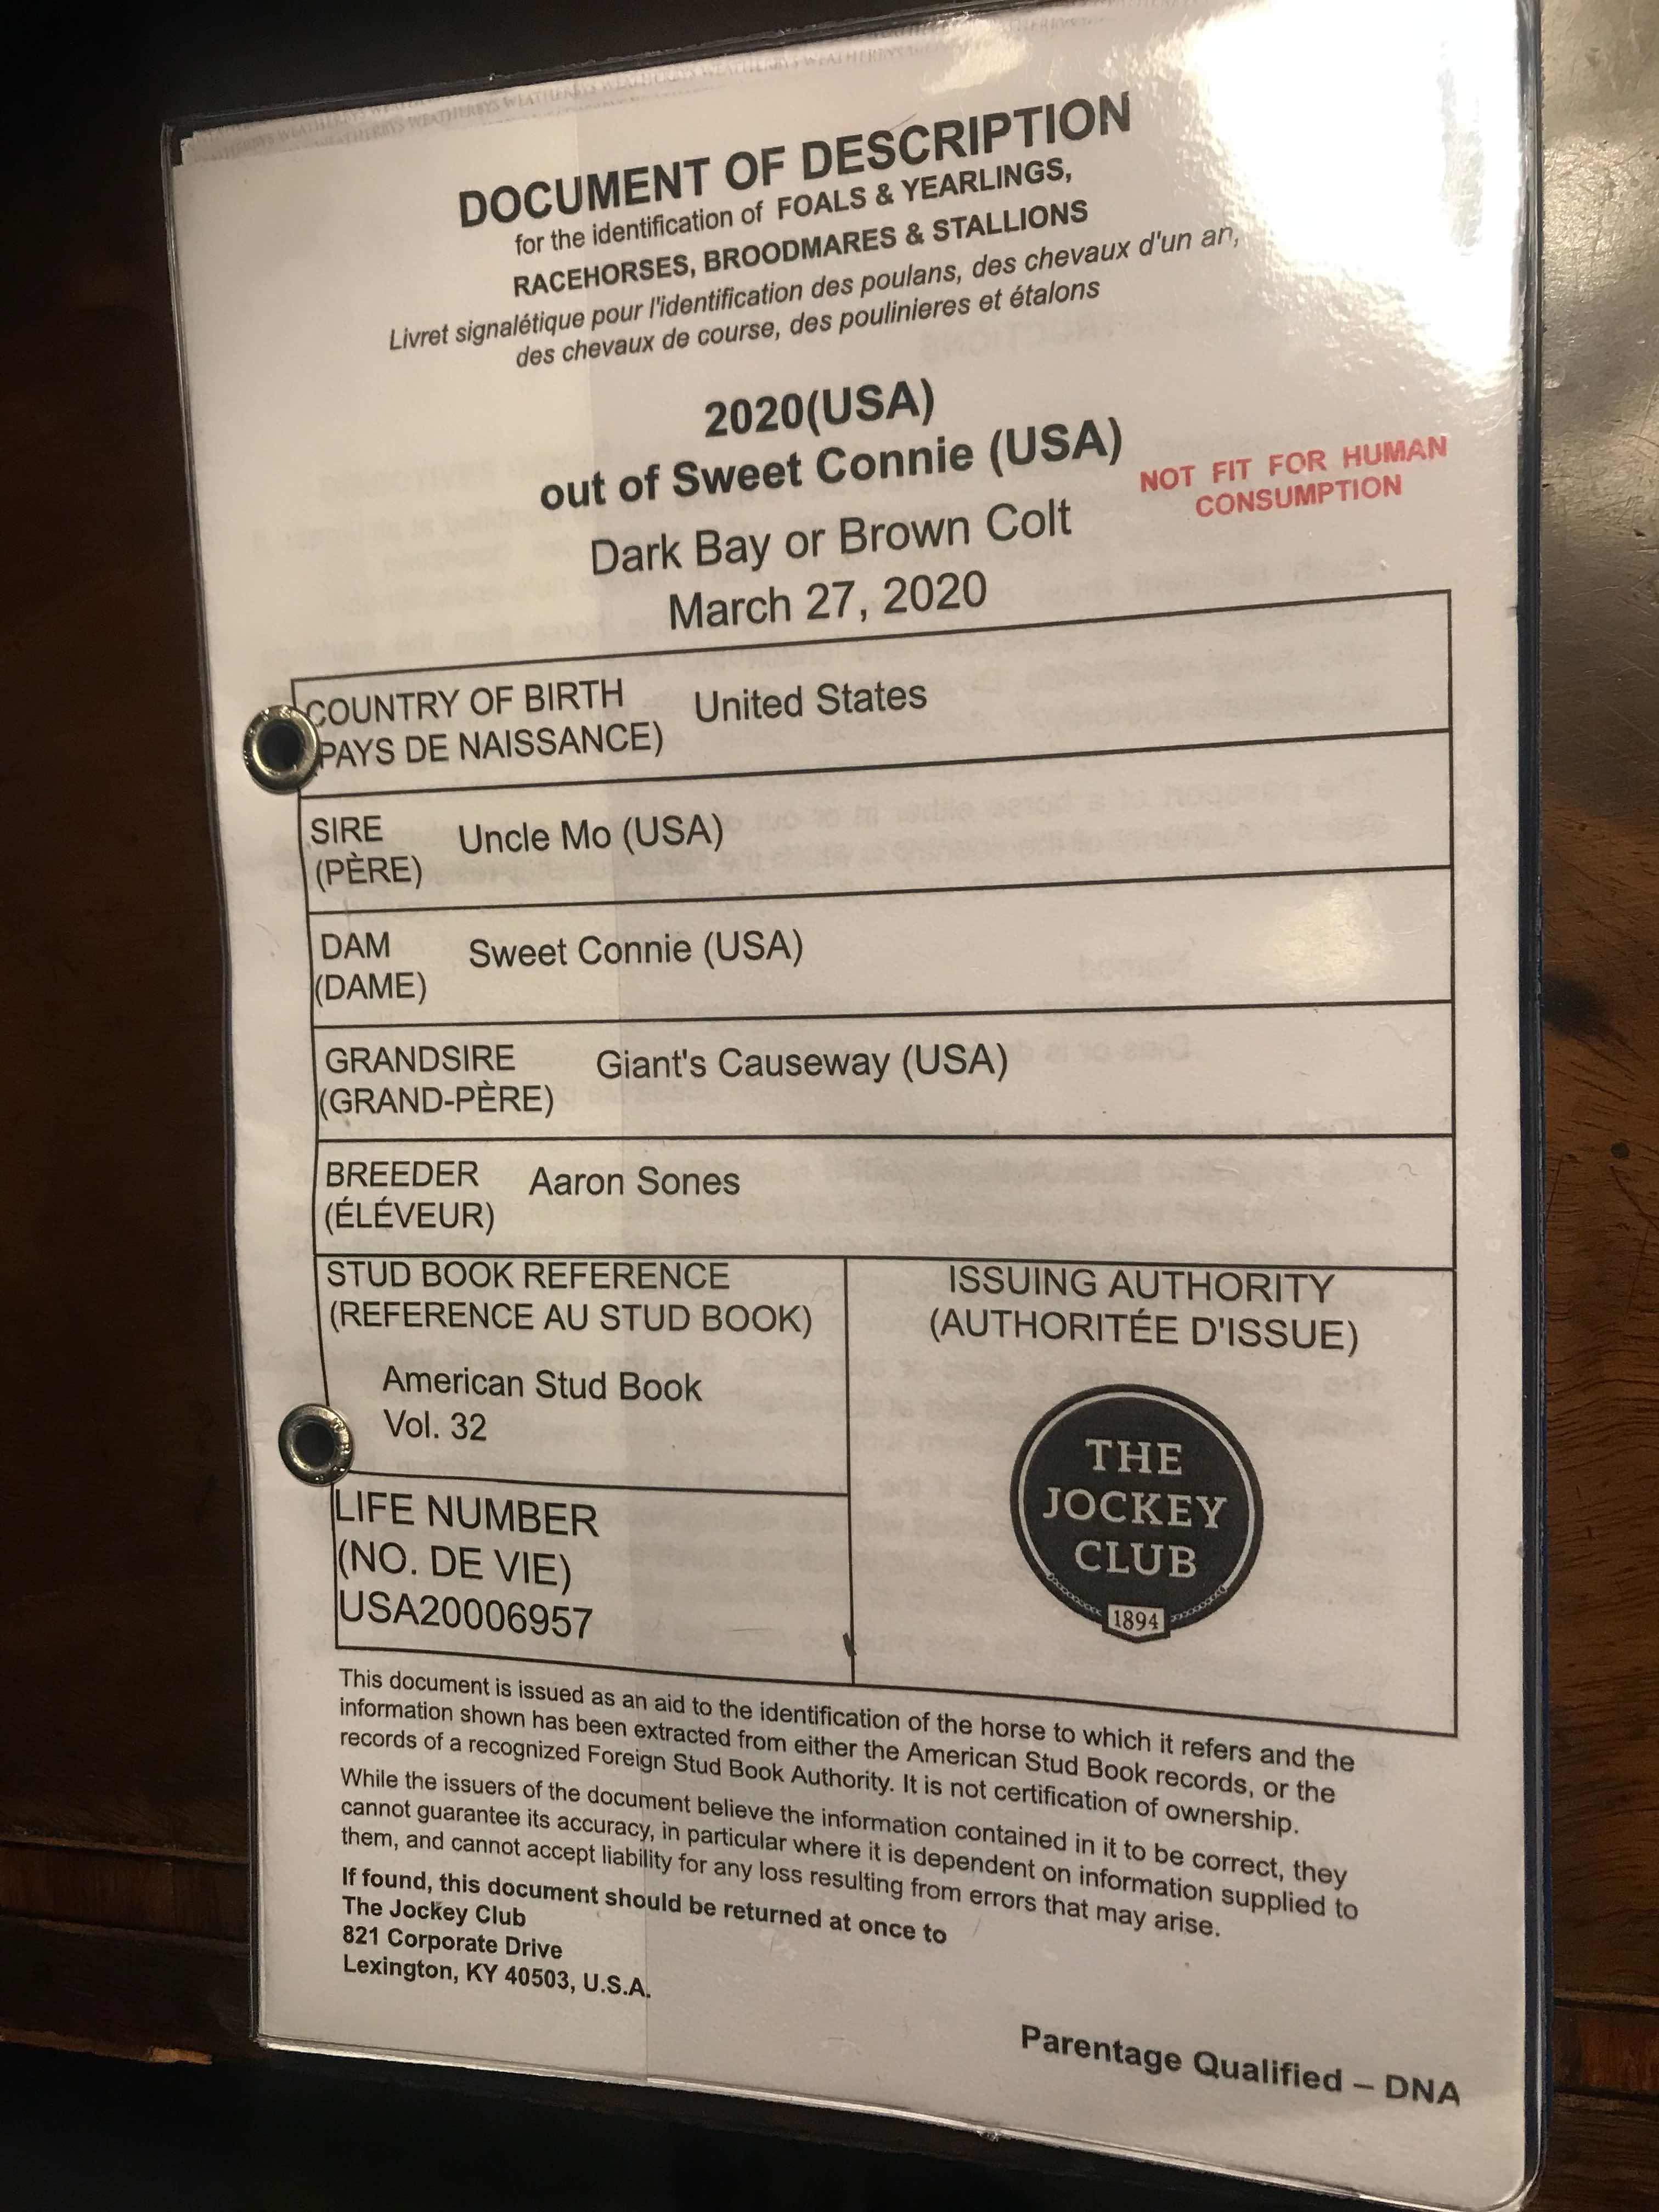 WEATHERBYS WEATHERBYS WEATHERBYS WEATHERBYS
DOCUMENT OF DESCRIPTION
for the identification of FOALS & YEARLINGS,
RACEHORSES, BROODMARES & STALLIONS
Livret signalétique pour l'identification des poulans, des chevaux d'un an,
des chevaux de course, des poulinieres et étalons
2020(USA)
out of Sweet Connie (USA)
NOT FIT FOR HUMAN
CONSUMPTION
Dark Bay or Brown Colt
March 27, 2020
COUNTRY OF BIRTH United States
(PAYS DE NAISSANCE)
SIRE Uncle Mo (USA)
(PÈRE)
DAM Sweet Connie (USA)
(DAME)
GRANDSIRE Giant's Causeway (USA)
(GRAND-PÈRE)
BREEDER Aaron Sones
(ÉLÉVEUR)
STUD BOOK REFERENCE
(REFERENCE AU STUD BOOK)
American Stud Book
Vol. 32
LIFE NUMBER
(NO. DE VIE)
USA20006957
ISSUING AUTHORITY
(AUTHORITÉE D'ISSUE)
THE
JOCKEY
CLUB
1894
This document is issued as an aid to the identification of the horse to which it refers and the
information shown has been extracted from either the American Stud Book records, or the
records of a recognized Foreign Stud Book Authority. It is not certification of ownership.
While the issuers of the document believe the information contained in it to be correct, they
cannot guarantee its accuracy, in particular where it is dependent on information supplied to
them, and cannot accept liability for any loss resulting from errors that may arise.
If found, this document should be returned at once to
The Jockey Club
821 Corporate Drive
Lexington, KY 40503, U.S.A.
Parentage Qualified – DNA